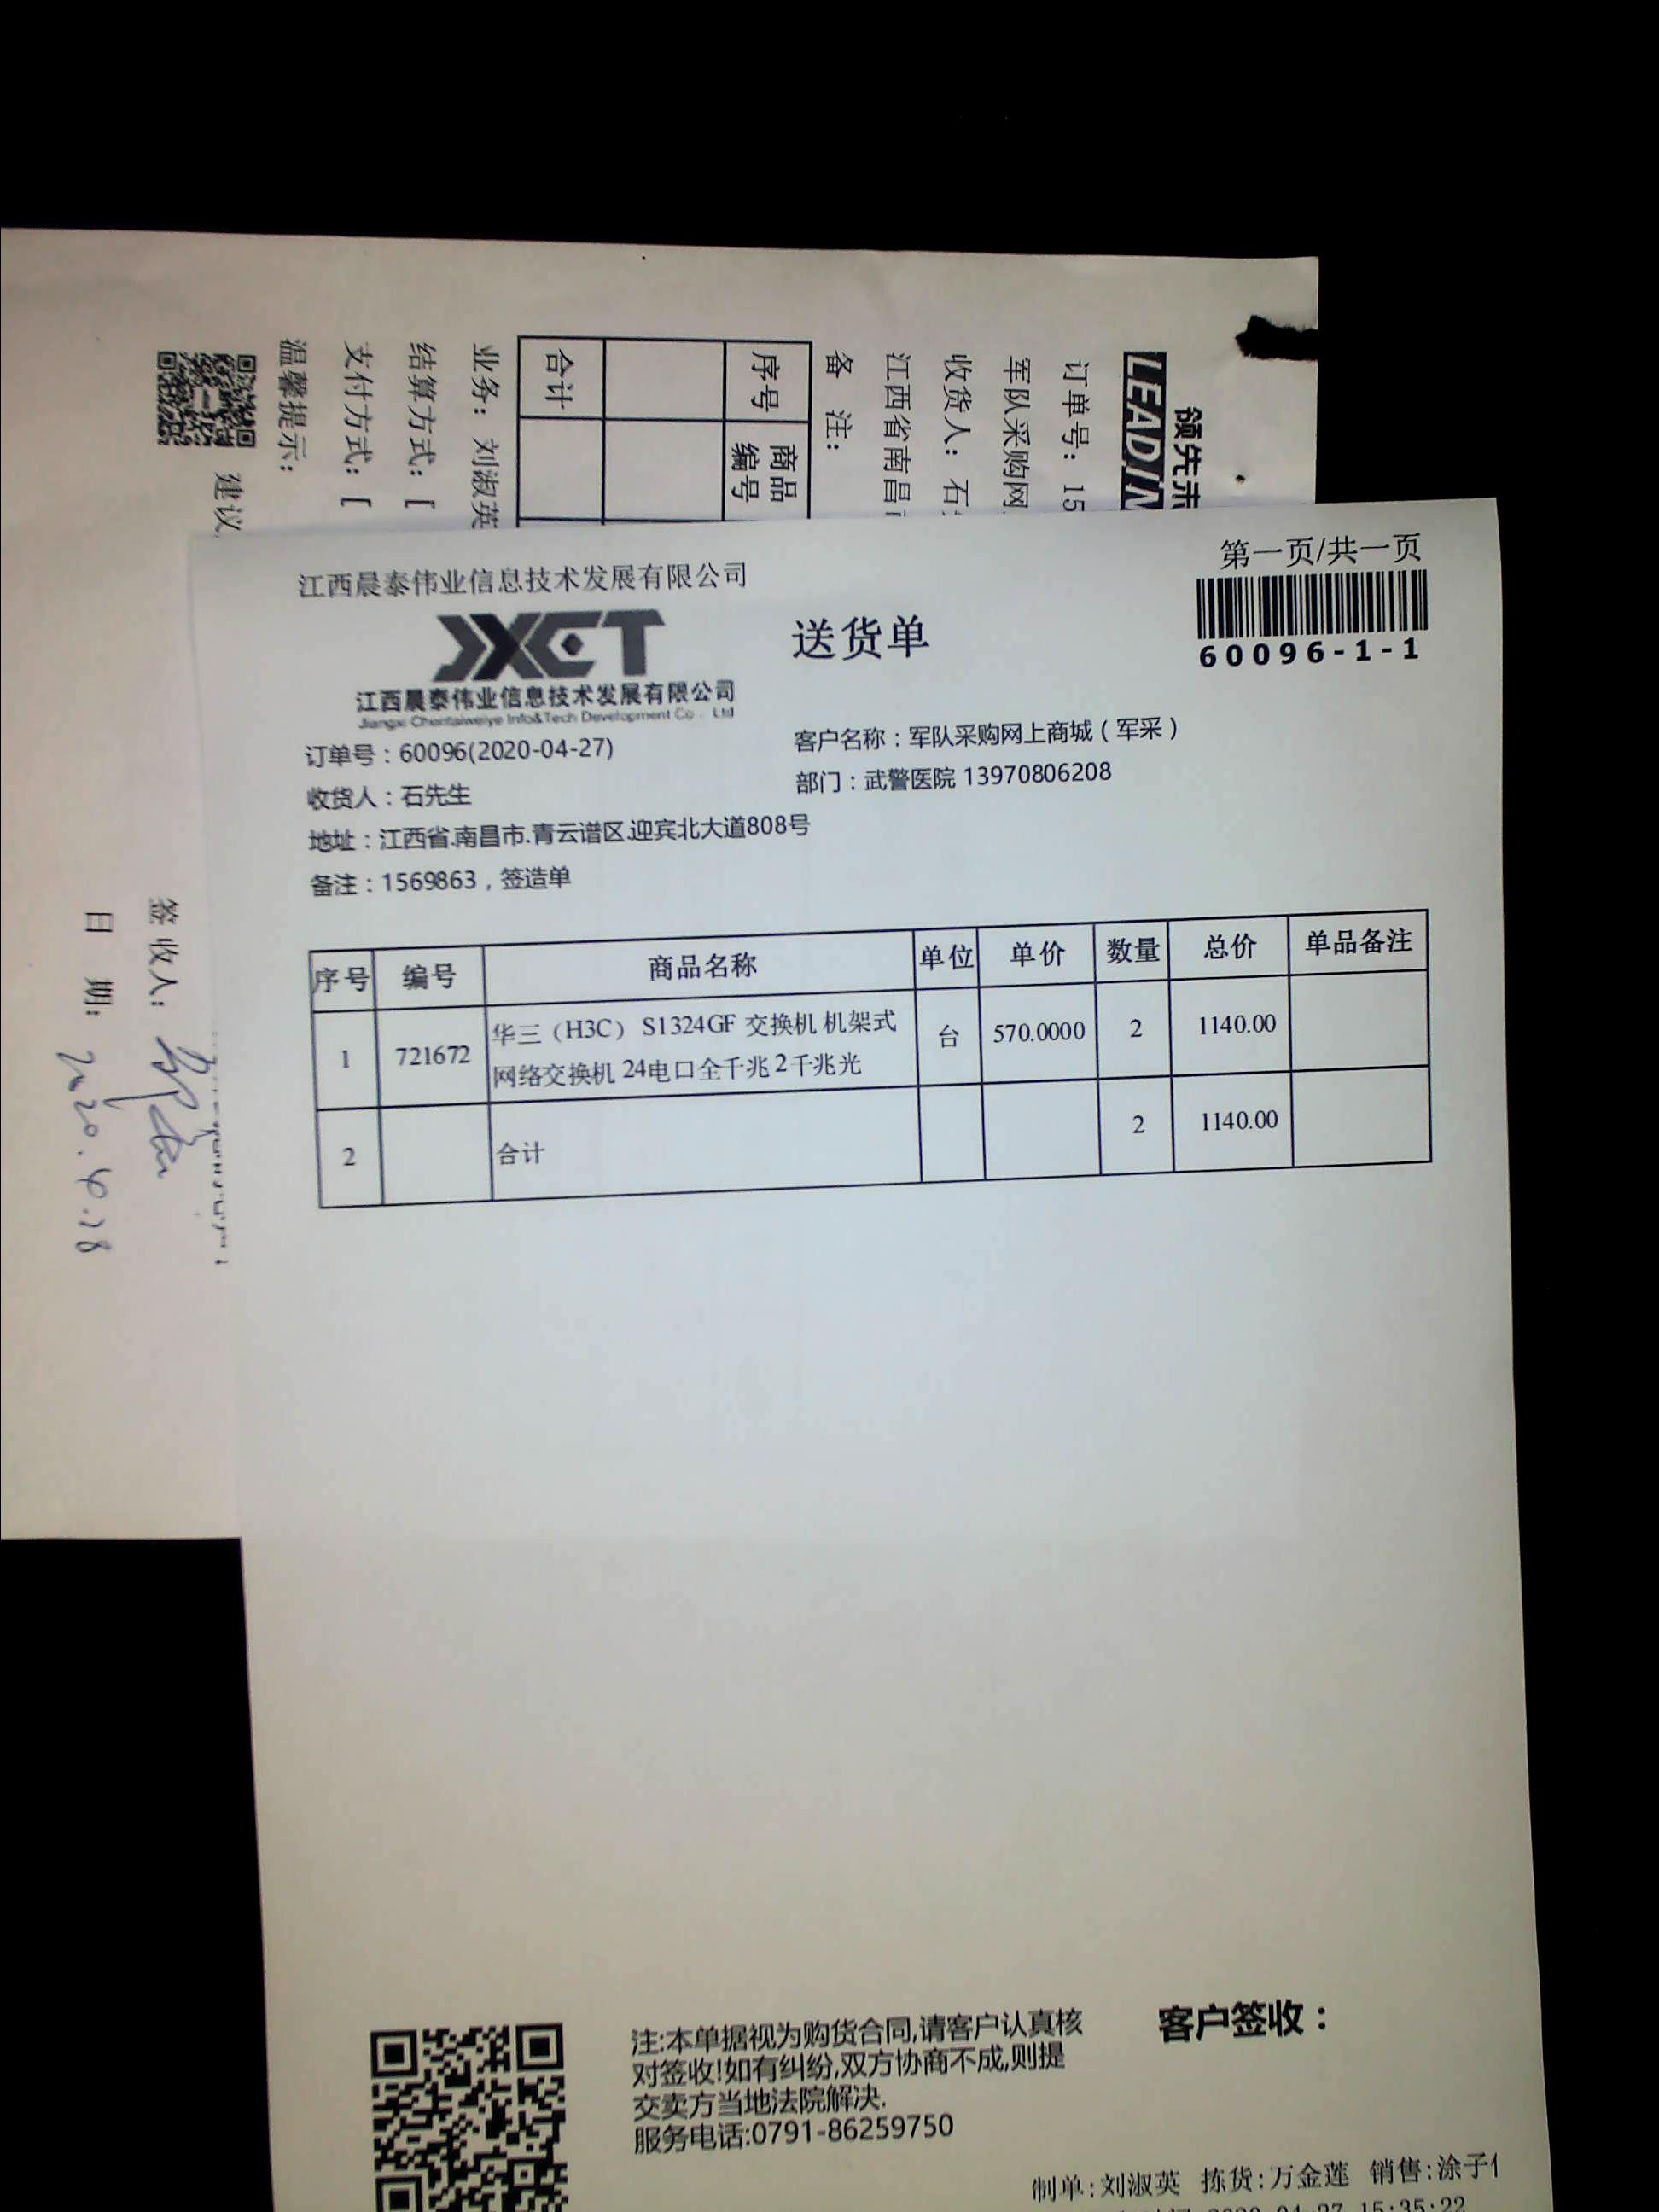 领先未
LEADIN
订单号：15
军队采购网
收货人：石
江西省南昌市
备 注：
序号 商品编号
合计
业务：刘淑英
结算方式：[
支付方式：[
温馨提示：
建议
签收人：
日 期：2020.4.28
第一页/共一页
江西晨泰伟业信息技术发展有限公司
JXCT
江西晨泰伟业信息技术发展有限公司
Jiangxi Chentaiweiye Info&Tech Development Co., Ltd
送货单
60096-1-1
订单号：60096(2020-04-27)
客户名称：军队采购网上商城（军采）
收货人：石先生
部门：武警医院 13970806208
地址：江西省.南昌市.青云谱区.迎宾北大道808号
备注：1569863，签造单
序号 编号 商品名称 单位 单价 数量 总价 单品备注
1 721672 华三（H3C） S1324GF 交换机 机架式 台 570.0000 2 1140.00
网络交换机 24电口全千兆 2千兆光
2 合计 2 1140.00
注:本单据视为购货合同,请客户认真核
对签收!如有纠纷,双方协商不成,则提
交卖方当地法院解决.
服务电话:0791-86259750
客户签收：
制单:刘淑英 拣货:万金莲 销售:涂子
2020-04-27 15:35:22